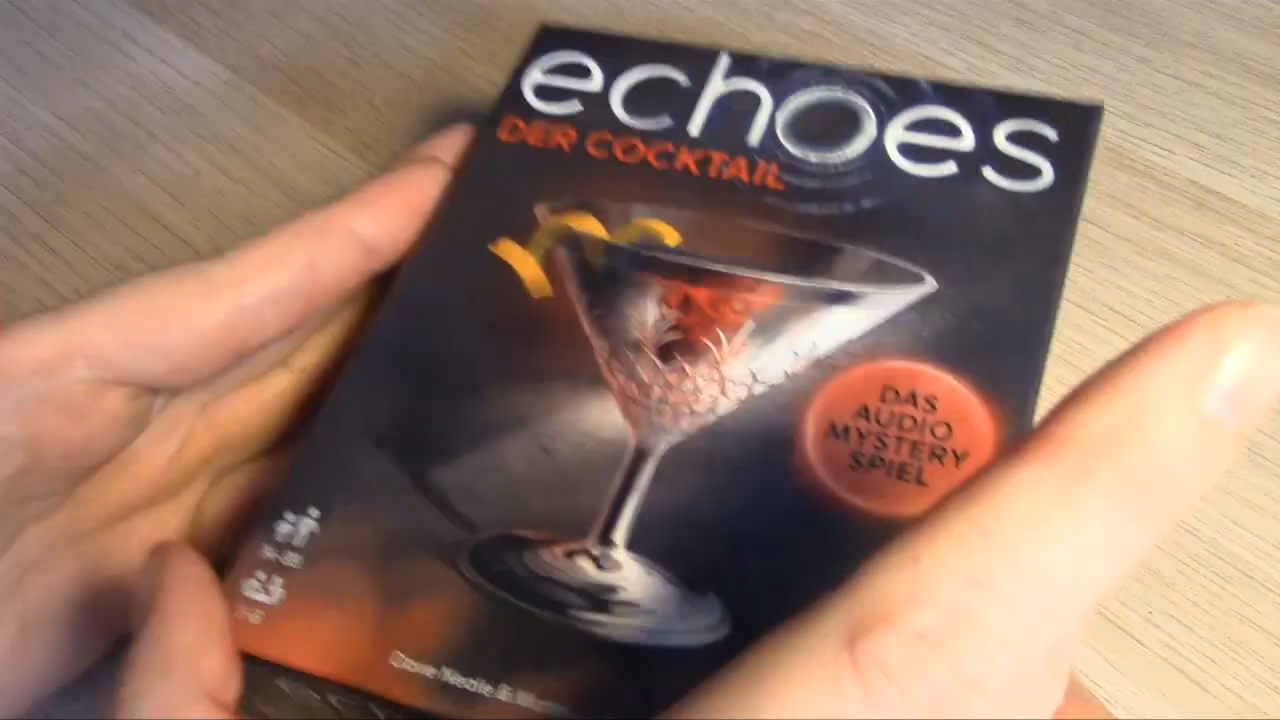 echoes
DER COCKTAIL
DAS
AUDIO
MYSTERY
SPIEL